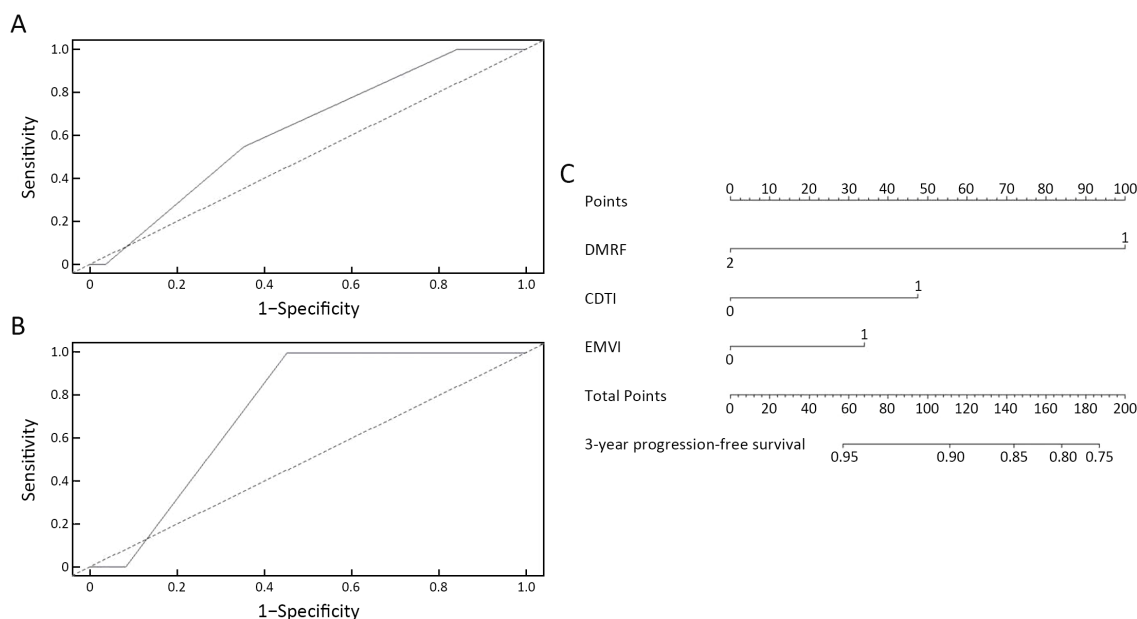 A
1.0
0.8
0.6
0.4
0.2
0
Sensitivity
0 0.2 0.4 0.6 0.8 1.0
1−Specificity
B
1.0
0.8
0.6
0.4
0.2
0
Sensitivity
0 0.2 0.4 0.6 0.8 1.0
1−Specificity
C
Points
0 10 20 30 40 50 60 70 80 90 100
DMRF
2 1
CDTI
0 1
EMVI
0 1
Total Points
0 20 40 60 80 100 120 140 160 180 200
3-year progression-free survival
0.95 0.90 0.85 0.80 0.75